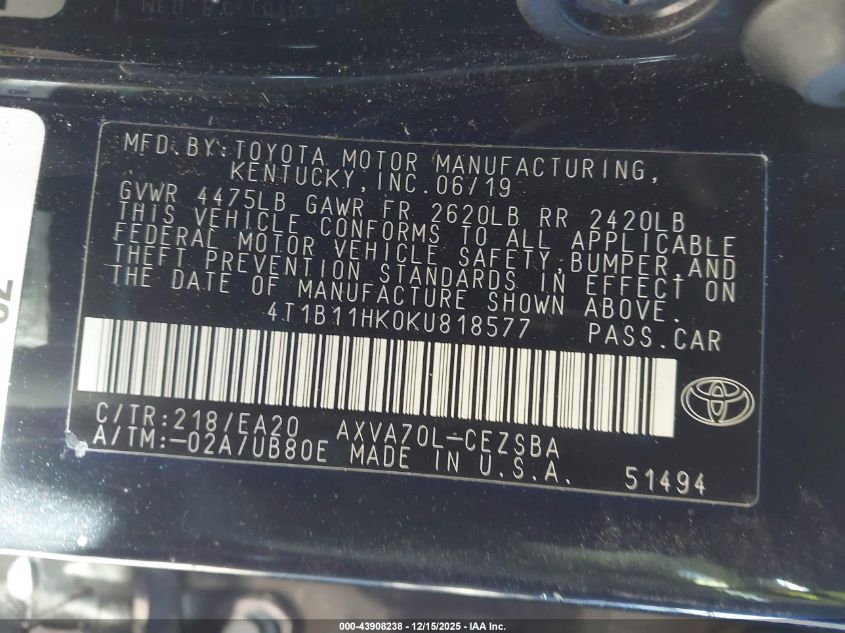 MFD.BY:TOYOTA MOTOR MANUFACTURING,
KENTUCKY, INC. 06/19
GVWR 4475LB GAWR FR 2620LB RR 2420LB
THIS VEHICLE CONFORMS TO ALL APPLICABLE
FEDERAL MOTOR VEHICLE SAFETY, BUMPER, AND
THEFT PREVENTION STANDARDS IN EFFECT ON
THE DATE OF MANUFACTURE SHOWN ABOVE.
4T1B11HK0KU818577 PASS.CAR
C/TR:218/EA20 AXVA70L-CEZSBA
A/TM:-02A/UB80E MADE IN U.S.A. 51494
000-43908238 - 12/15/2025 - IAA Inc.